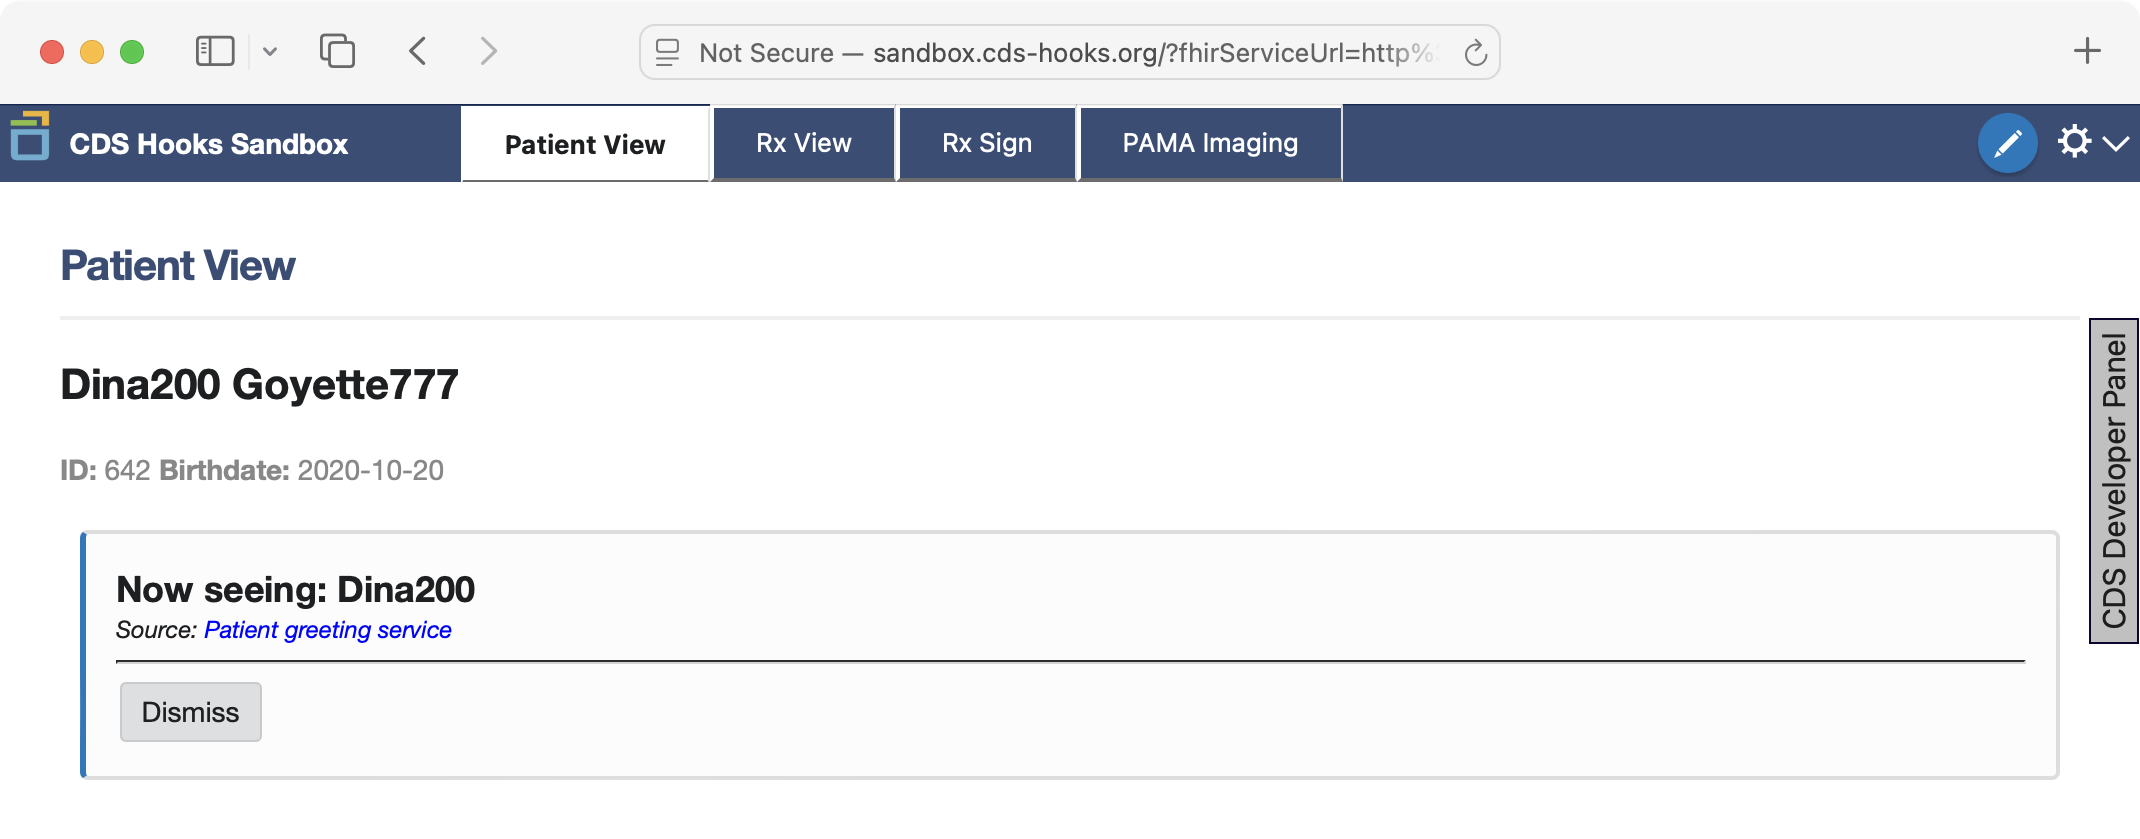 Not Secure — sandbox.cds-hooks.org/?fhirServiceUrl=http%
CDS Hooks Sandbox
Patient View
Rx View
Rx Sign
PAMA Imaging
Patient View
Dina200 Goyette777
ID: 642 Birthdate: 2020-10-20
Now seeing: Dina200
Source: Patient greeting service
Dismiss
CDS Developer Panel